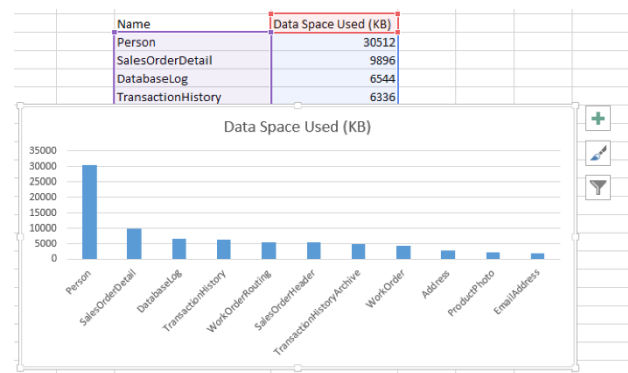 Name Data Space Used (KB)
Person 30512
SalesOrderDetail 9896
DatabaseLog 6544
TransactionHistory 6336
Data Space Used (KB)
35000
30000
25000
20000
15000
10000
5000
0
Person
SalesOrderDetail
DatabaseLog
TransactionHistory
WorkOrderRouting
SalesOrderHeader
TransactionHistoryArchive
WorkOrder
Address
ProductPhoto
EmailAddress